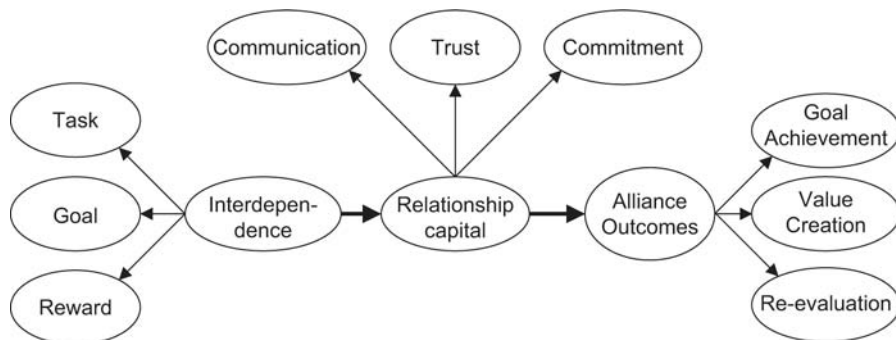 Communication
Trust
Commitment
Task
Goal
Achievement
Goal
Interdepen-
dence
Relationship
capital
Alliance
Outcomes
Value
Creation
Reward
Re-evaluation